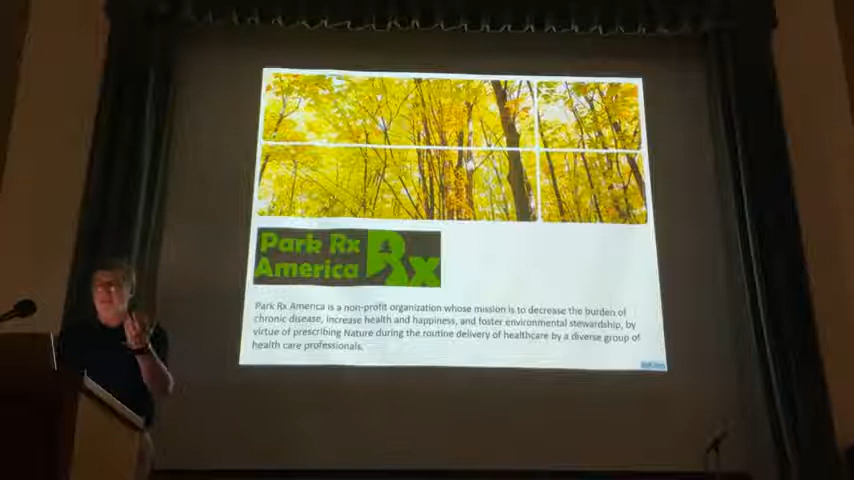 Park Rx
America
Rx
Park Rx America is a non-profit organization whose mission is to decrease the burden of
chronic disease, increase health and happiness, and foster environmental stewardship, by
virtue of prescribing Nature during the routine delivery of healthcare by a diverse group of
health care professionals.